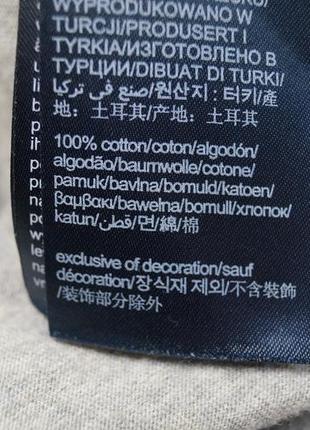 WYPRODUKOWANO W
TURCJI/PRODUSERT I
TYRKIA/ИЗГОТОВЛЕНО В
ТУРЦИИ/DIBUAT DI TURKI/
صنع في تركيا/원산지 : 터키/產
地：土耳其/产地：土耳其
100% cotton/coton/algodón/
algodão/baumwolle/cotone/
pamuk/bavlna/bomuld/katoen/
βαμβακι/bawełna/bomull/хлопок/
katun/قطن/면/綿/棉
exclusive of decoration/sauf
décoration/장식재 제외/不含裝飾
/装饰部分除外